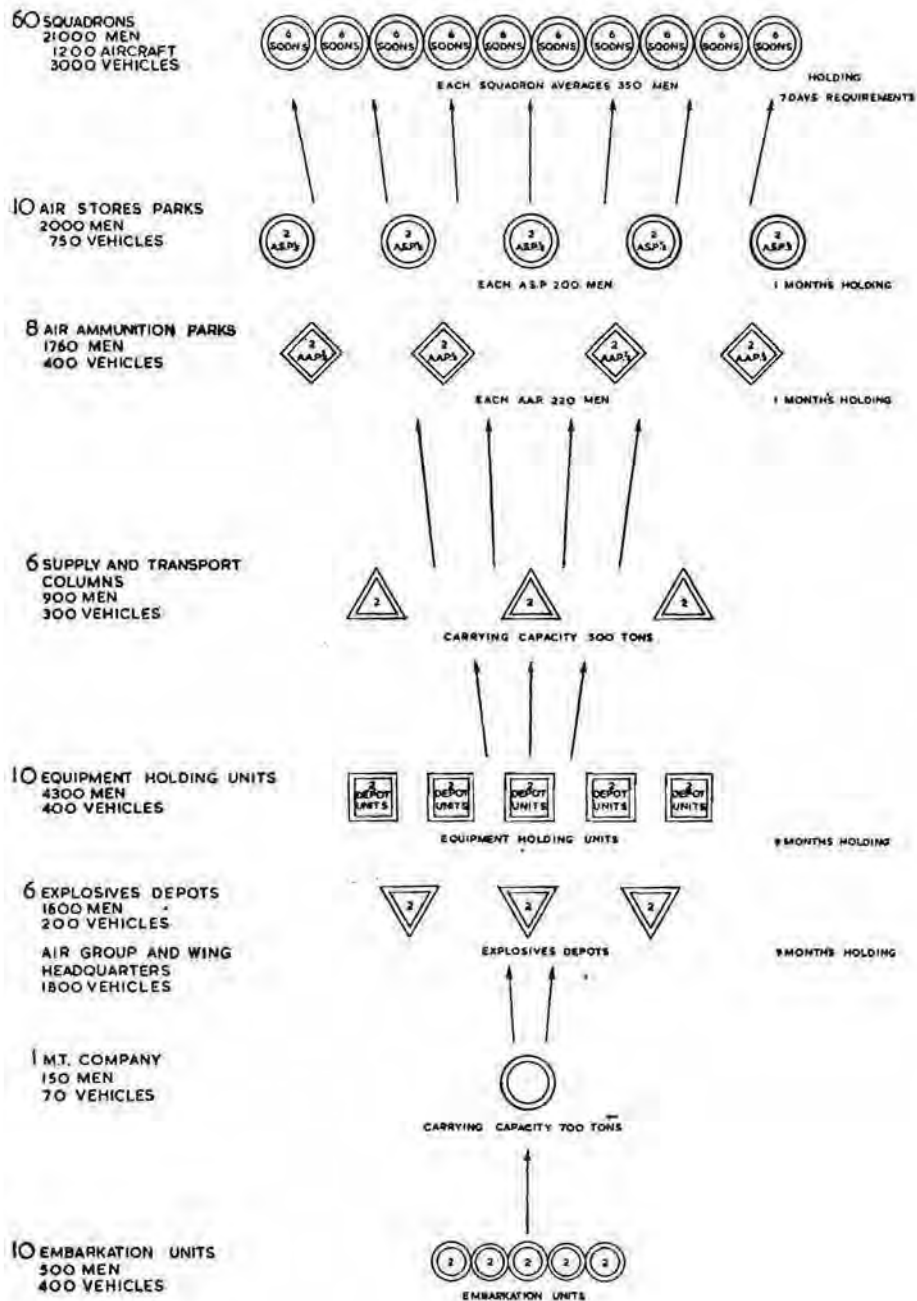 60 SQUADRONS
21000 MEN
1200 AIRCRAFT
3000 VEHICLES
6 SQDNS 6 SQDNS 6 SQDNS 6 SQDNS 6 SQDNS 6 SQDNS 6 SQDNS 6 SQDNS 6 SQDNS 6 SQDNS
EACH SQUADRON AVERAGES 350 MEN
HOLDING
7 DAYS REQUIREMENTS
10 AIR STORES PARKS
2000 MEN
750 VEHICLES
2 A.S.P.'s 2 A.S.P.'s 2 A.S.P.'s 2 A.S.P.'s 2 A.S.P.'s
EACH A.S.P 200 MEN
1 MONTH'S HOLDING
8 AIR AMMUNITION PARKS
1760 MEN
400 VEHICLES
2 A.A.P.'s 2 A.A.P.'s 2 A.A.P.'s 2 A.A.P.'s
EACH A.A.P. 220 MEN
1 MONTH'S HOLDING
6 SUPPLY AND TRANSPORT
COLUMNS
900 MEN
300 VEHICLES
2 2 2
CARRYING CAPACITY 300 TONS
10 EQUIPMENT HOLDING UNITS
4300 MEN
400 VEHICLES
2 DEPOT UNITS 2 DEPOT UNITS 2 DEPOT UNITS 2 DEPOT UNITS 2 DEPOT UNITS
EQUIPMENT HOLDING UNITS
MONTHS HOLDING
6 EXPLOSIVES DEPOTS
1600 MEN
200 VEHICLES
2 2 2
EXPLOSIVES DEPOTS
MONTHS HOLDING
AIR GROUP AND WING
HEADQUARTERS
1800 VEHICLES
1 M.T. COMPANY
150 MEN
70 VEHICLES
CARRYING CAPACITY 700 TONS
10 EMBARKATION UNITS
500 MEN
400 VEHICLES
2 2 2 2 2
EMBARKATION UNITS